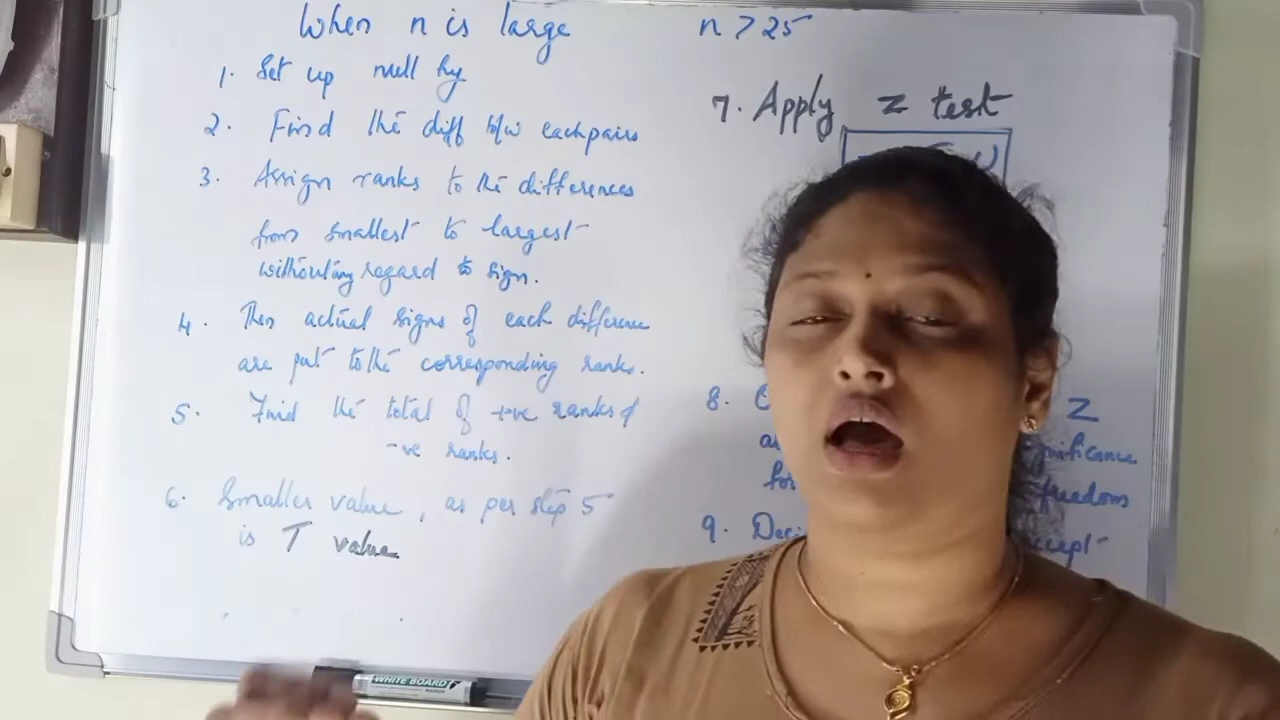 When n is large
n > 25
1. Set up null hy
2. Find the diff b/w each pairs
3. Assign ranks to the differences
from smallest to largest
without any regard to sign.
4. Then actual signs of each difference
are put to the corresponding ranks.
5. Find the total of +ve ranks &
-ve ranks.
6. Smaller value, as per step 5
is T value
7. Apply Z test
8. Z
9.
WHITE BOARD
MARKER